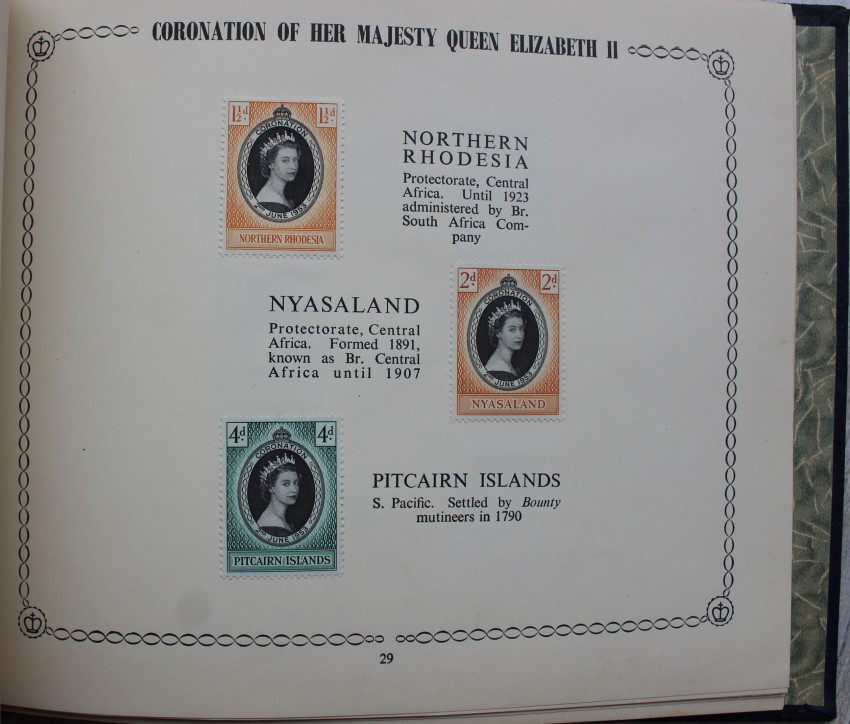 CORONATION OF HER MAJESTY QUEEN ELIZABETH II
1½d. 1½d.
CORONATION
2ND JUNE 1953
NORTHERN RHODESIA
NORTHERN
RHODESIA
Protectorate, Central
Africa. Until 1923
administered by Br.
South Africa Com-
pany
NYASALAND
Protectorate, Central
Africa. Formed 1891,
known as Br. Central
Africa until 1907
2d. 2d.
CORONATION
2ND JUNE 1953
NYASALAND
4d. 4d.
CORONATION
2ND JUNE 1953
PITCAIRN ISLANDS
PITCAIRN ISLANDS
S. Pacific. Settled by Bounty
mutineers in 1790
29